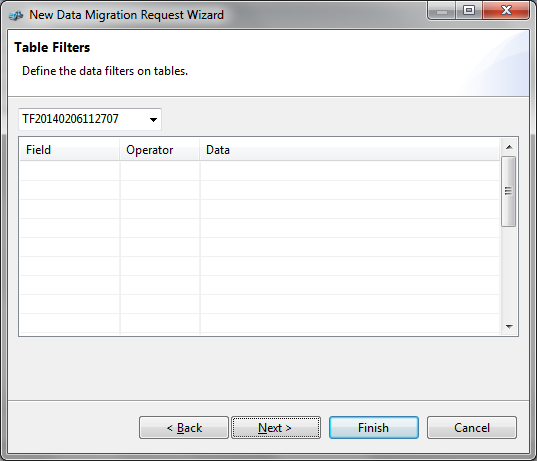 New Data Migration Request Wizard
Table Filters
Define the data filters on tables.
TF20140206112707
Field Operator Data
< Back Next > Finish Cancel